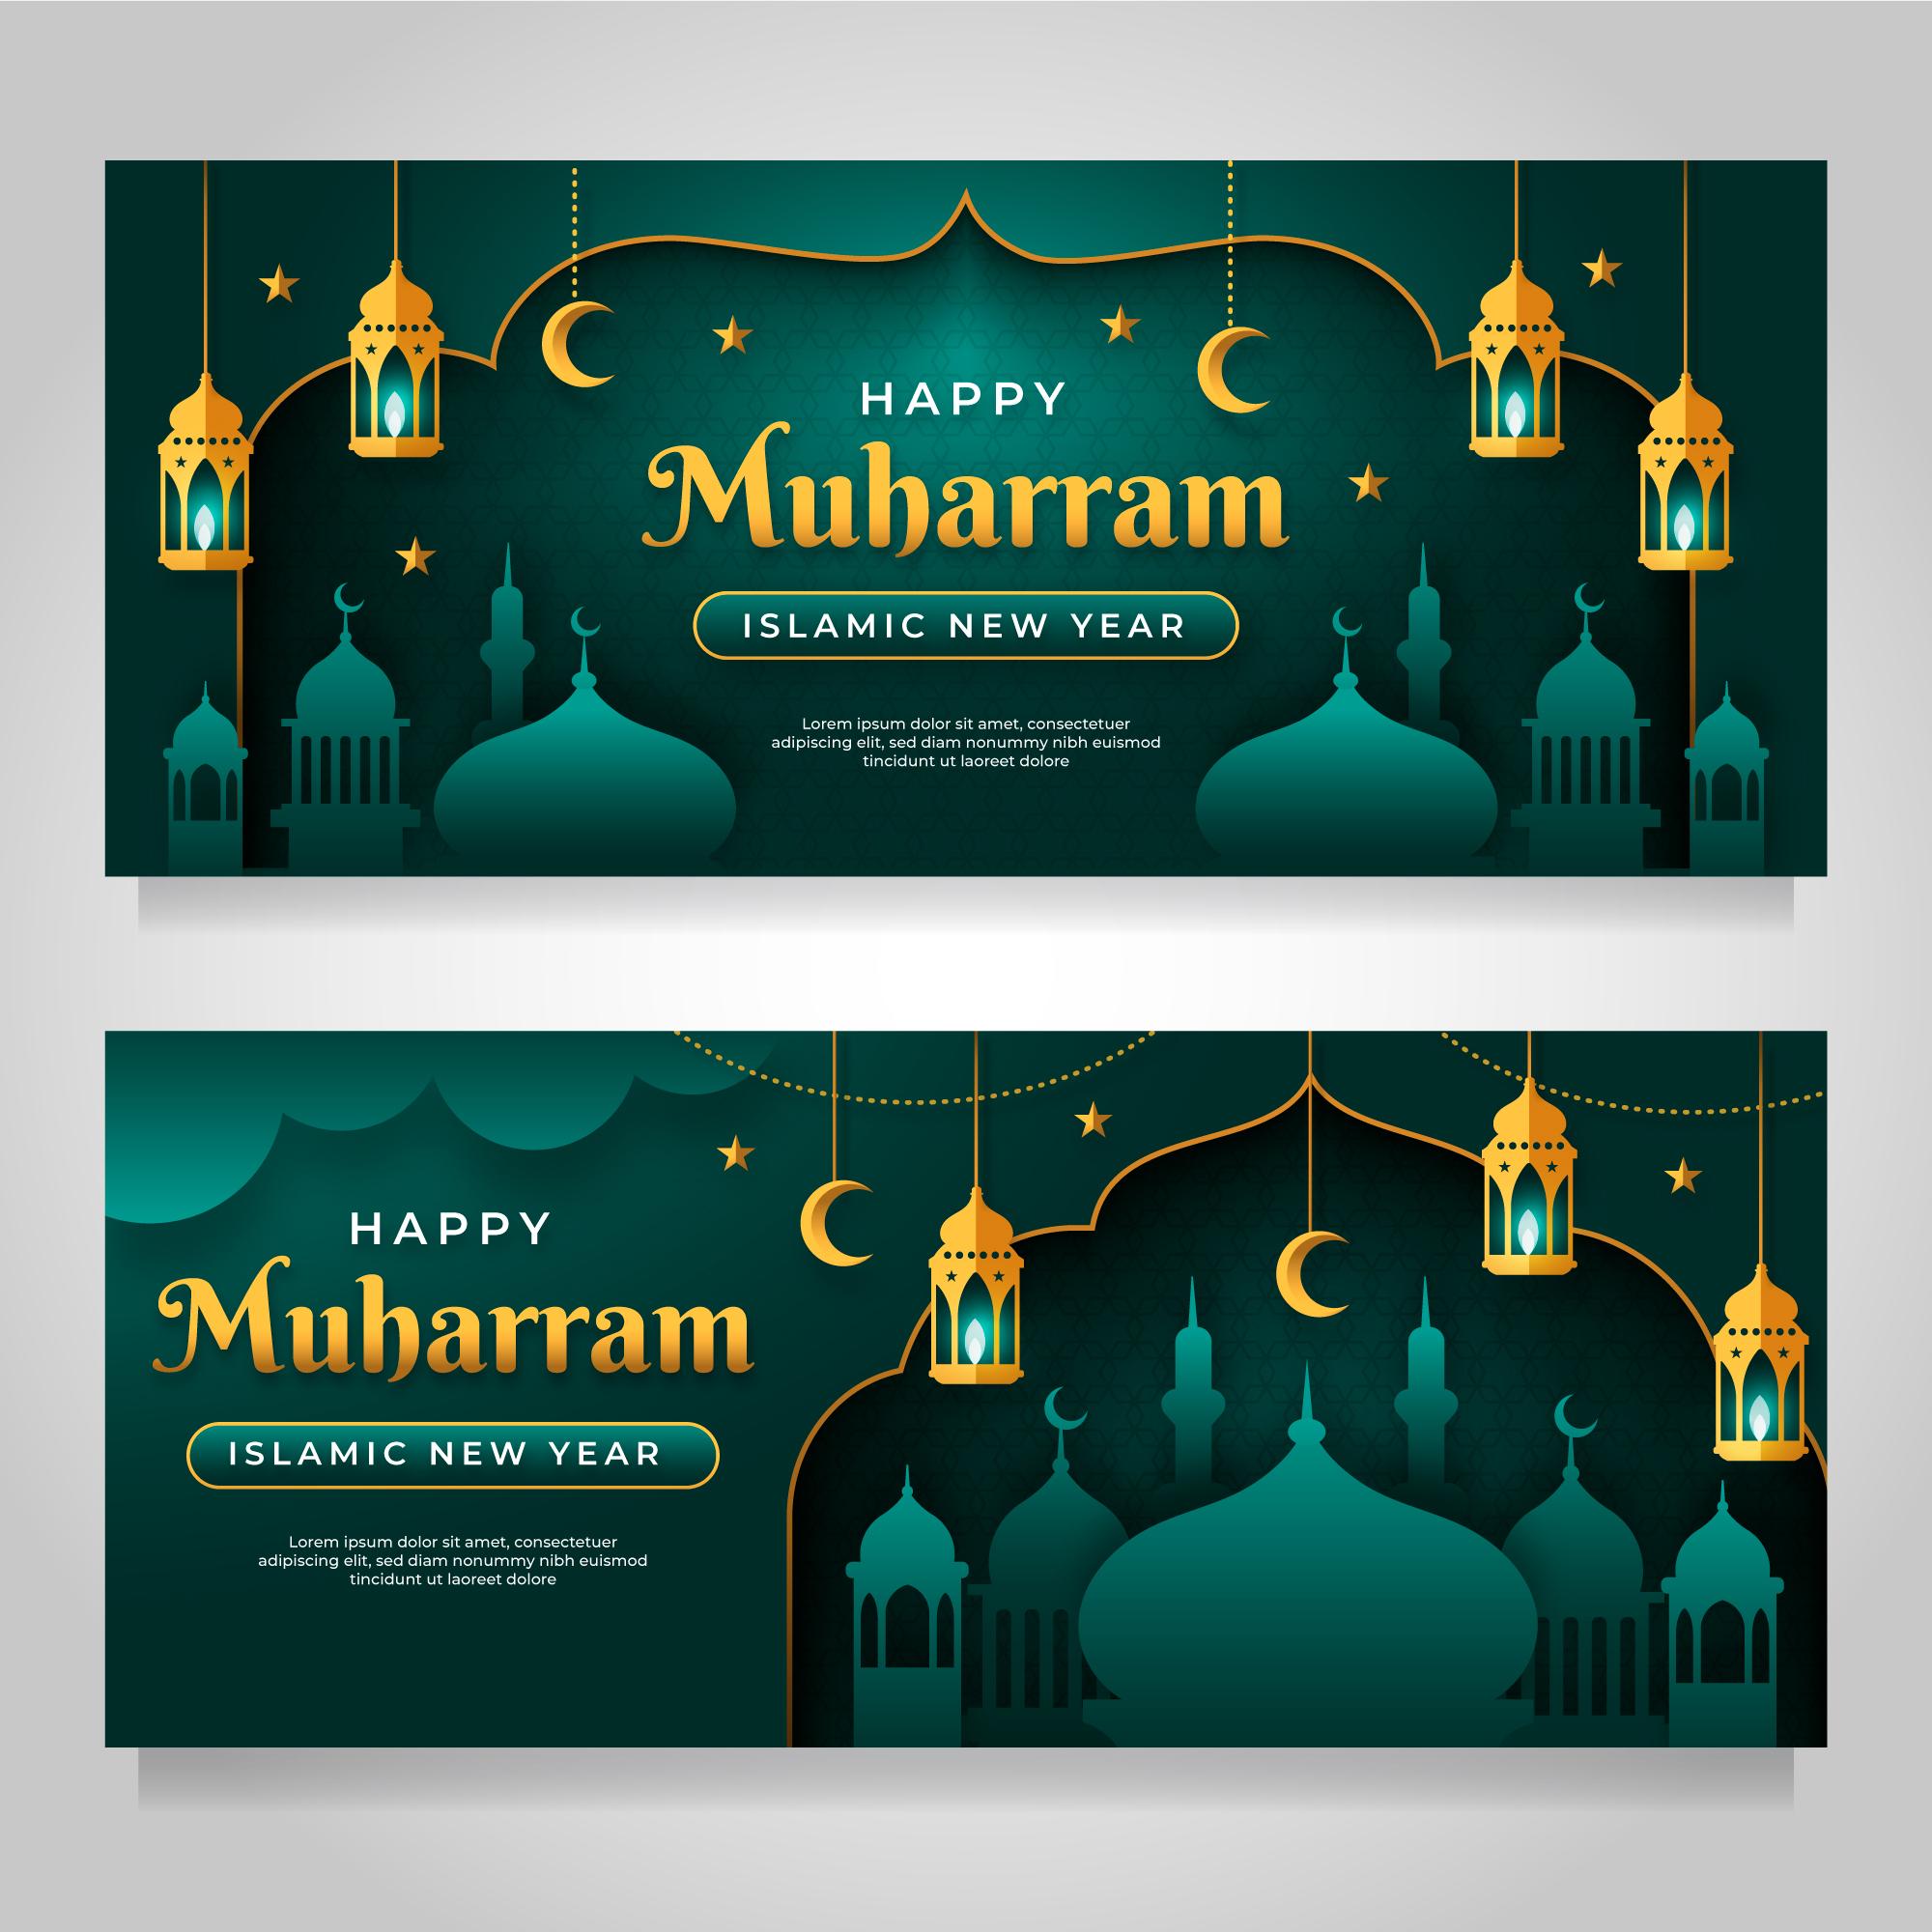 HAPPY
Muharram
ISLAMIC NEW YEAR
Lorem ipsum dolor sit amet, consectetuer
adipiscing elit, sed diam nonummy nibh euismod
tincidunt ut laoreet dolore
HAPPY
Muharram
ISLAMIC NEW YEAR
Lorem ipsum dolor sit amet, consectetuer
adipiscing elit, sed diam nonummy nibh euismod
tincidunt ut laoreet dolore